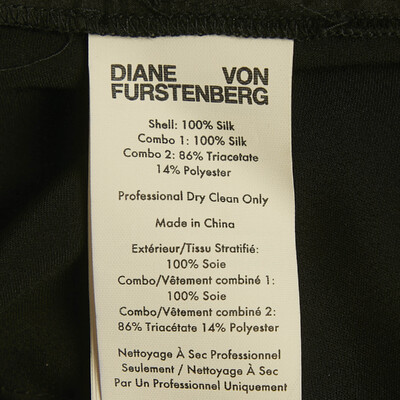 DIANE VON
FURSTENBERG
Shell: 100% Silk
Combo 1: 100% Silk
Combo 2: 86% Triacetate
14% Polyester
Professional Dry Clean Only
Made in China
Extérieur/Tissu Stratifié:
100% Soie
Combo/Vêtement combiné 1:
100% Soie
Combo/Vêtement combiné 2:
86% Triacétate 14% Polyester
Nettoyage À Sec Professionel
Seulement / Nettoyage À Sec
Par Un Professionnel Uniquement